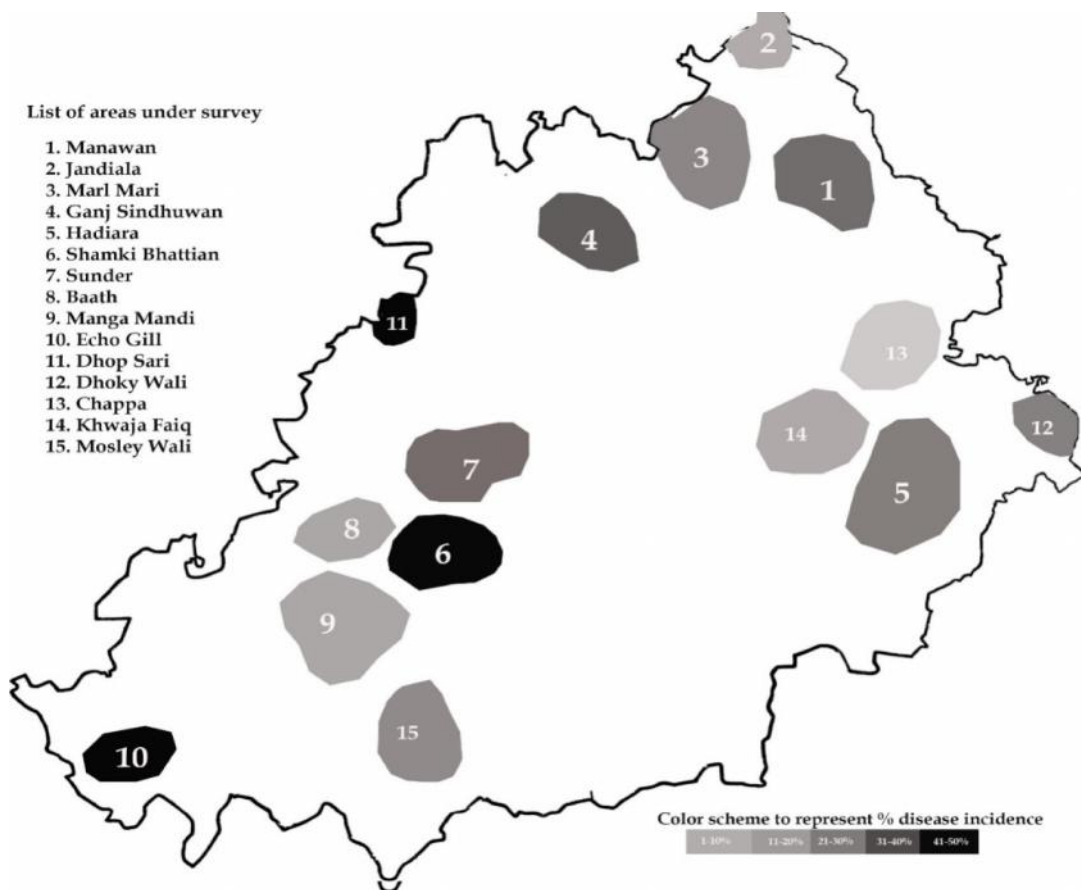 List of areas under survey
1. Manawan
2. Jandiala
3. Marl Mari
4. Ganj Sindhuwan
5. Hadiara
6. Shamki Bhattian
7. Sunder
8. Baath
9. Manga Mandi
10. Echo Gill
11. Dhop Sari
12. Dhoky Wali
13. Chappa
14. Khwaja Faiq
15. Mosley Wali
2
3
1
4
11
13
14
12
7
5
8
6
9
15
10
Color scheme to represent % disease incidence
1-10% 11-20% 21-30% 31-40% 41-50%